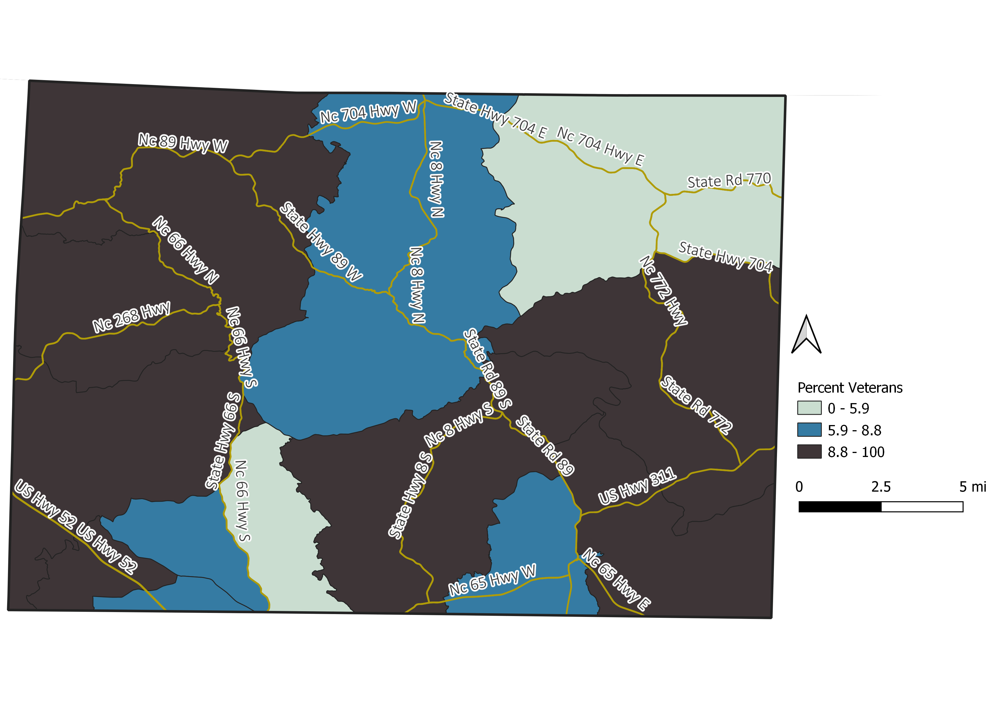 State Hwy 704 E
Nc 704 Hwy W
Nc 704 Hwy E
Nc 89 Hwy W
Nc 8 Hwy N
State Rd 770
State Hwy 89 W
Nc 66 Hwy N
State Hwy 704
Nc 8 Hwy N
Nc 772 Hwy
Nc 268 Hwy
Nc 66 Hwy S
State Rd 89 S
State Rd 772
State Hwy 66 S
Nc 8 Hwy S
State Rd 89
State Hwy 8 S
Nc 66 Hwy S
US Hwy 311
US Hwy 52
US Hwy 52
Nc 65 Hwy W
Nc 65 Hwy E
Percent Veterans
0 - 5.9
5.9 - 8.8
8.8 - 100
0 2.5 5 mi